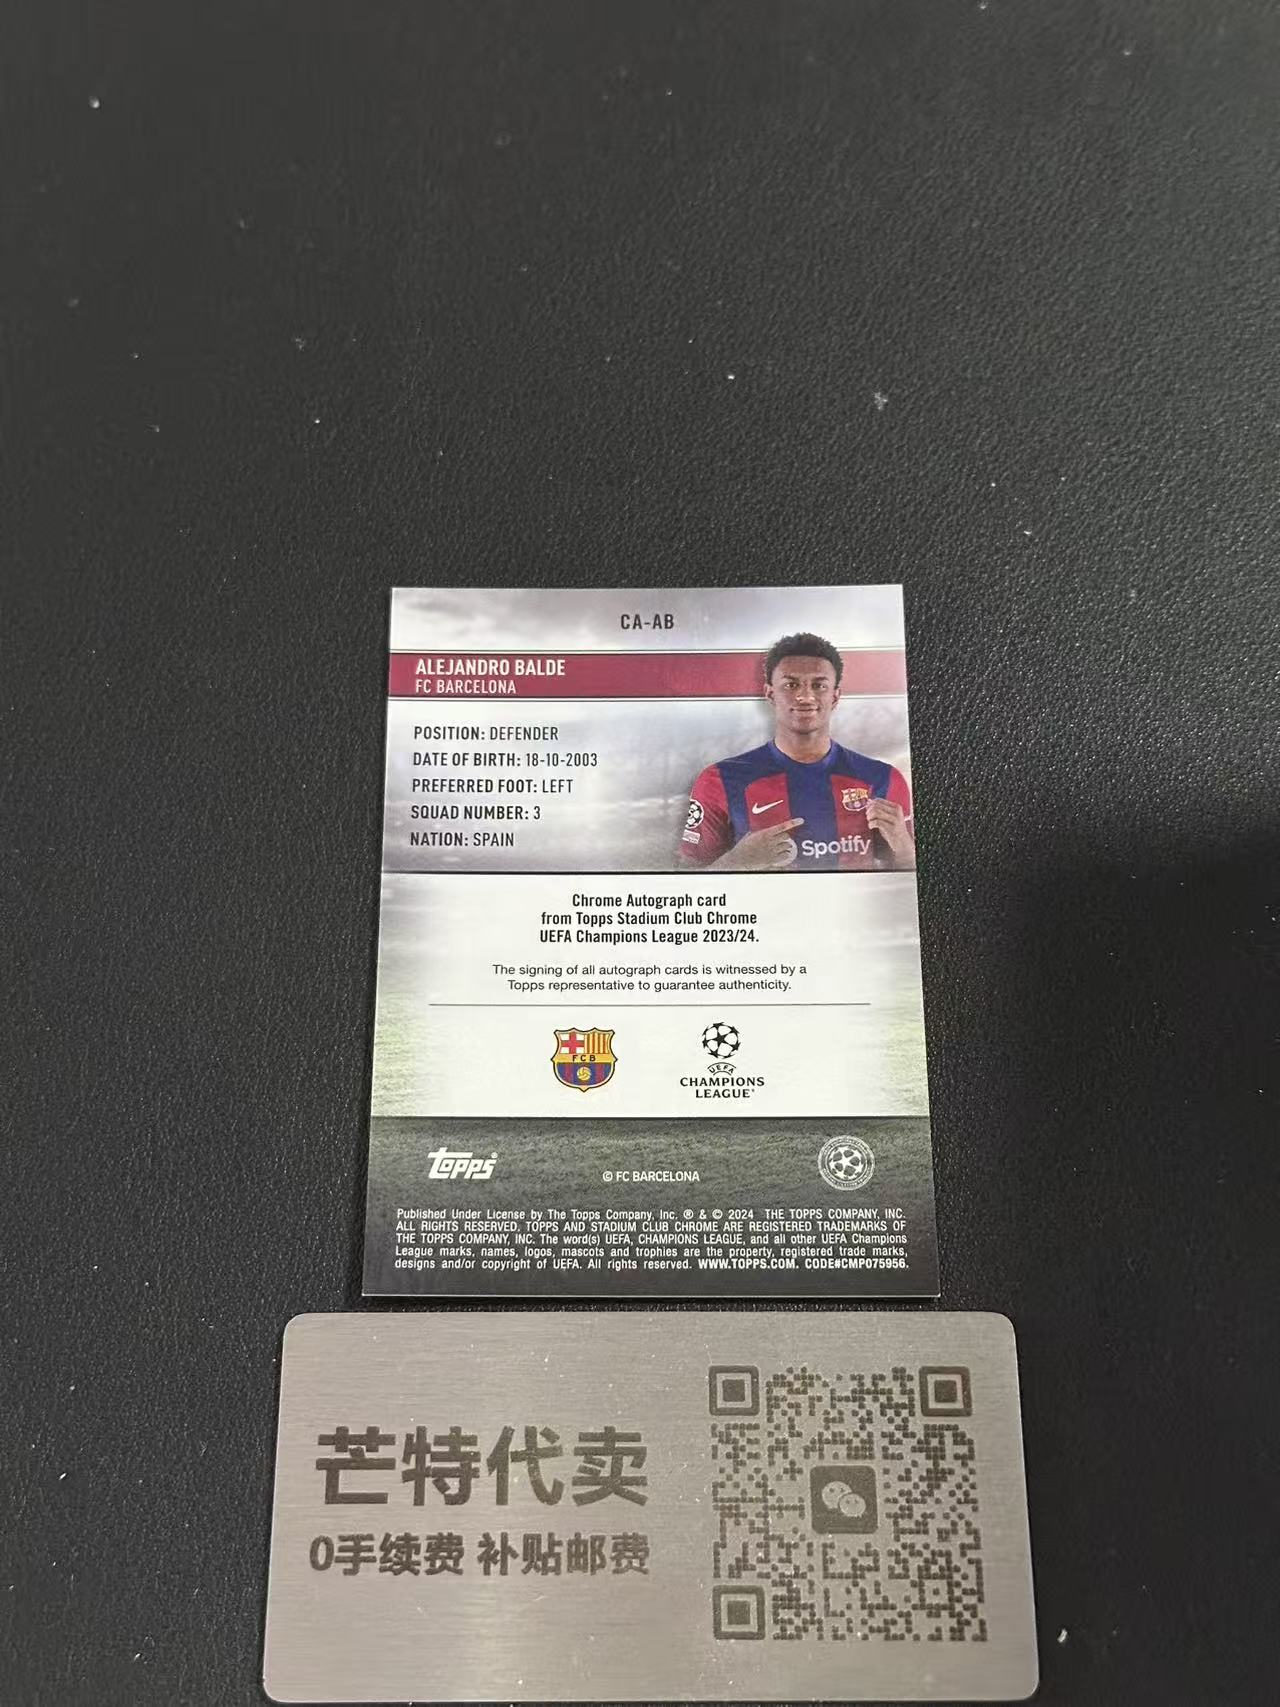 CA-AB
ALEJANDRO BALDE
FC BARCELONA
POSITION: DEFENDER
DATE OF BIRTH: 18-10-2003
PREFERRED FOOT: LEFT
SQUAD NUMBER: 3
NATION: SPAIN
Spotify
Chrome Autograph card
from Topps Stadium Club Chrome
UEFA Champions League 2023/24.
The signing of all autograph cards is witnessed by a
Topps representative to guarantee authenticity.
FCB
UEFA
CHAMPIONS
LEAGUE®
topps®
© FC BARCELONA
Published Under License by The Topps Company, Inc. ® & © 2024 THE TOPPS COMPANY, INC.
ALL RIGHTS RESERVED. TOPPS AND STADIUM CLUB CHROME ARE REGISTERED TRADEMARKS OF
THE TOPPS COMPANY, INC. The word(s) UEFA, CHAMPIONS LEAGUE, and all other UEFA Champions
League marks, names, logos, mascots and trophies are the property, registered trade marks,
designs and/or copyright of UEFA. All rights reserved. WWW.TOPPS.COM. CODE#CMP075956.
芒特代卖
0手续费 补贴邮费